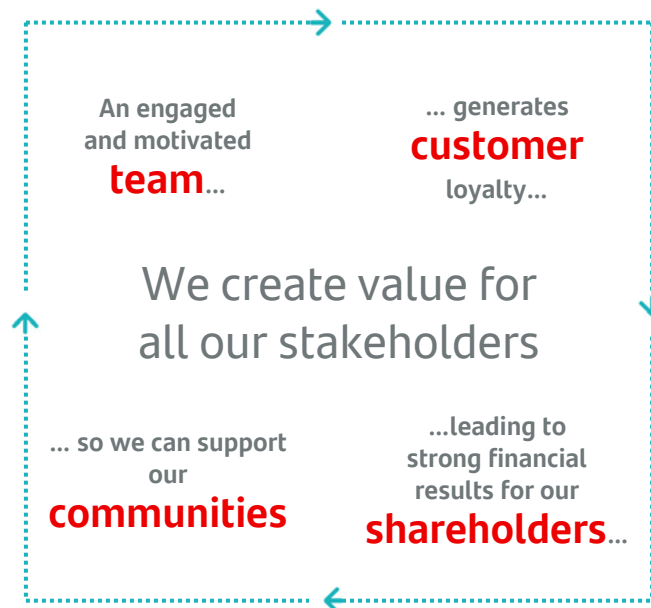 An engaged
and motivated
team...
... generates
customer
loyalty...
We create value for
all our stakeholders
... so we can support
our
communities
...leading to
strong financial
results for our
shareholders...